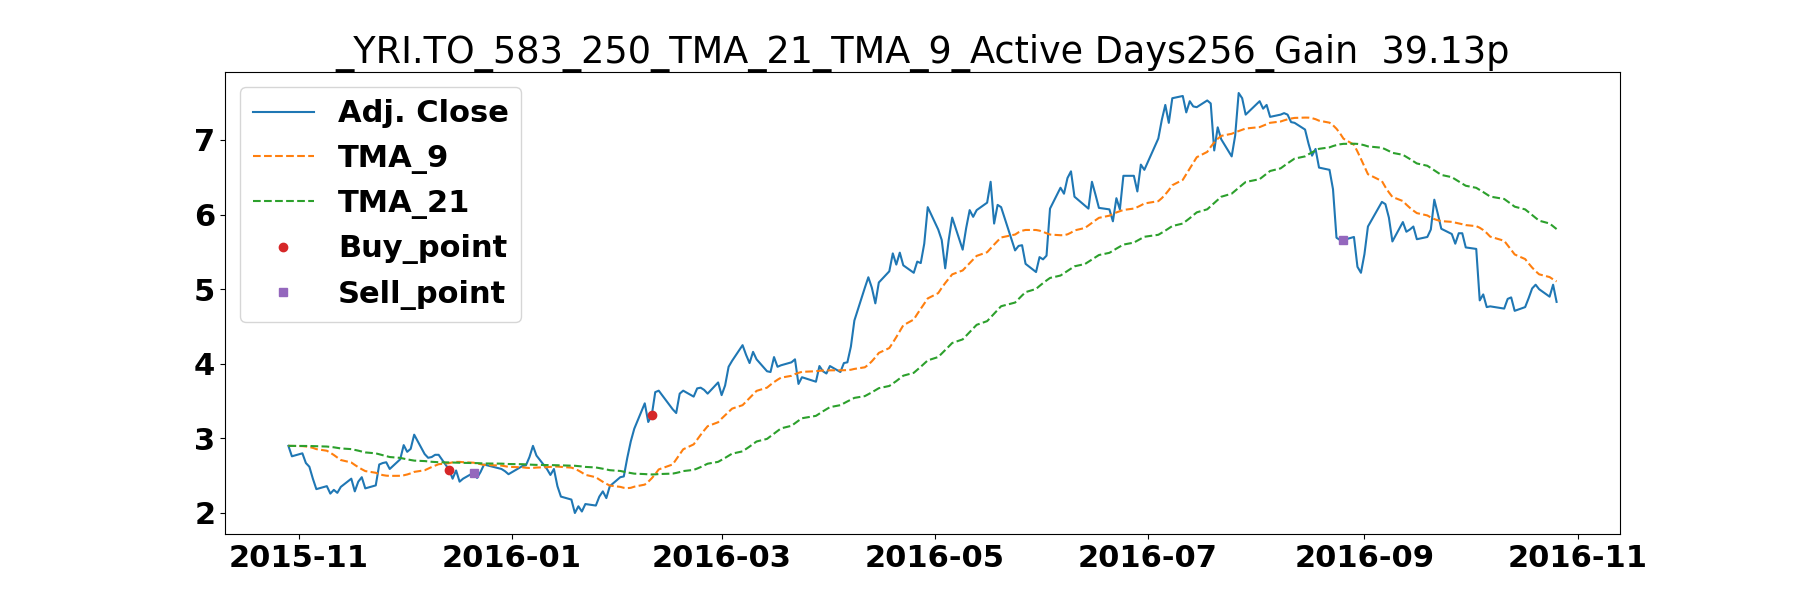 _YRI.TO_583_250_TMA_21_TMA_9_Active Days256_Gain  39.13p
Adj. Close
TMA_9
TMA_21
Buy_point
Sell_point
7
6
5
4
3
2
2015-11 2016-01 2016-03 2016-05 2016-07 2016-09 2016-11